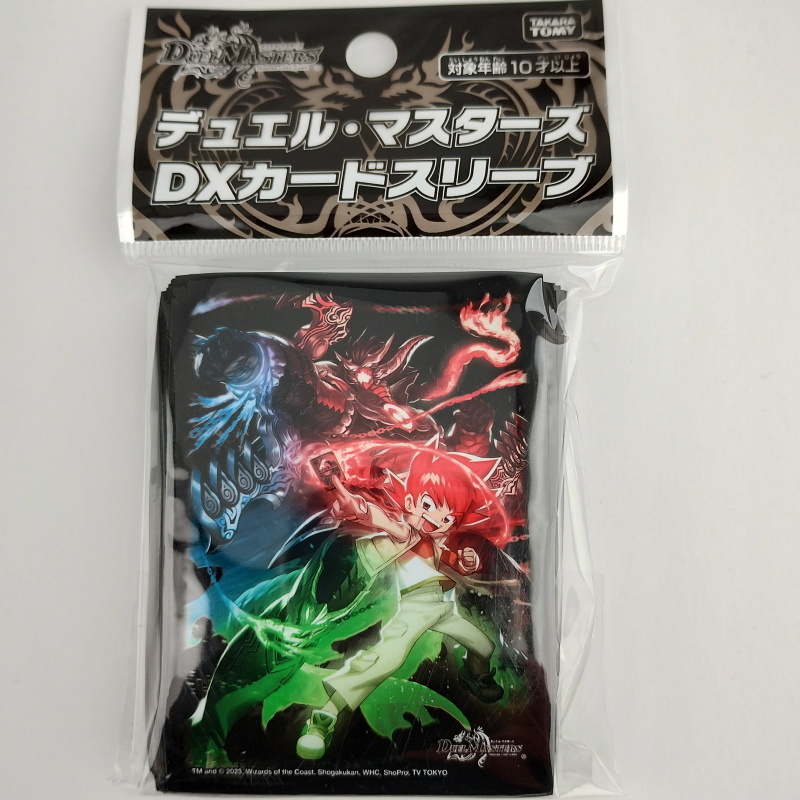 DUEL MASTERS
TAKARA TOMY
対象年齢10才以上
デュエル・マスターズ
DXカードスリーブ
DUEL MASTERS
TM and © 2023, Wizards of the Coast, Shogakukan, WHC, ShoPro, TV TOKYO